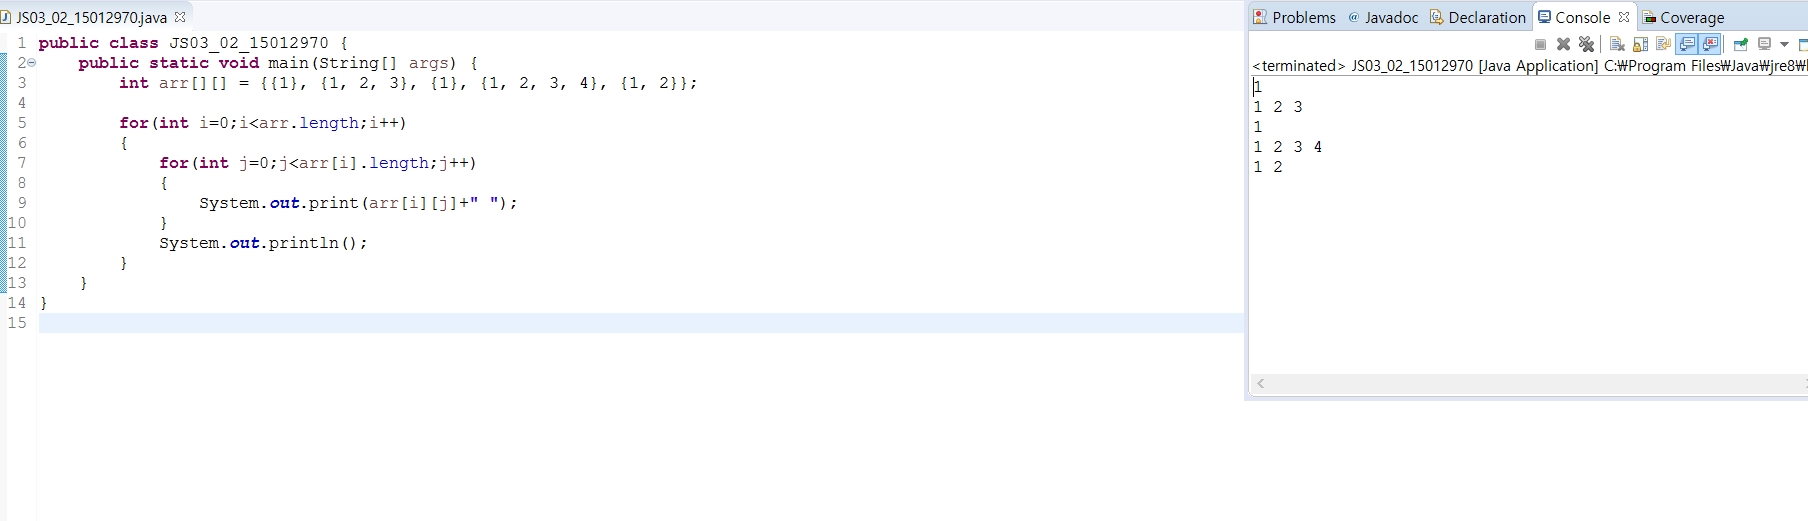 JS03_02_15012970.java
1 public class JS03_02_15012970 {
2 public static void main(String[] args) {
3 int arr[][] = {{1}, {1, 2, 3}, {1}, {1, 2, 3, 4}, {1, 2}};
4
5 for(int i=0;i<arr.length;i++)
6 {
7 for(int j=0;j<arr[i].length;j++)
8 {
9 System.out.print(arr[i][j]+" ");
10 }
11 System.out.println();
12 }
13 }
14 }
15
Problems @ Javadoc Declaration Console Coverage
<terminated> JS03_02_15012970 [Java Application] C:₩Program Files₩Java₩jre8₩
1
1 2 3
1
1 2 3 4
1 2